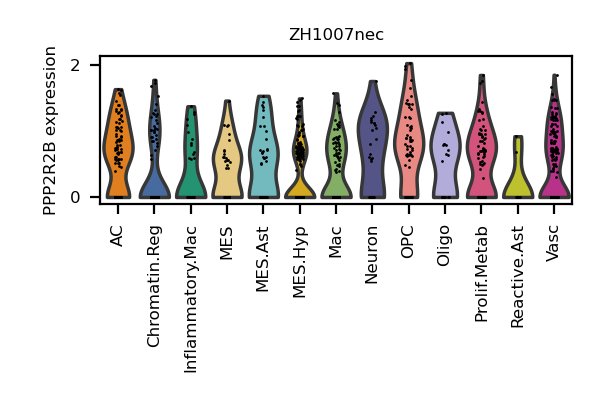 ZH1007nec
PPP2R2B expression
2
0
AC
Chromatin.Reg
Inflammatory.Mac
MES
MES.Ast
MES.Hyp
Mac
Neuron
OPC
Oligo
Prolif.Metab
Reactive.Ast
Vasc